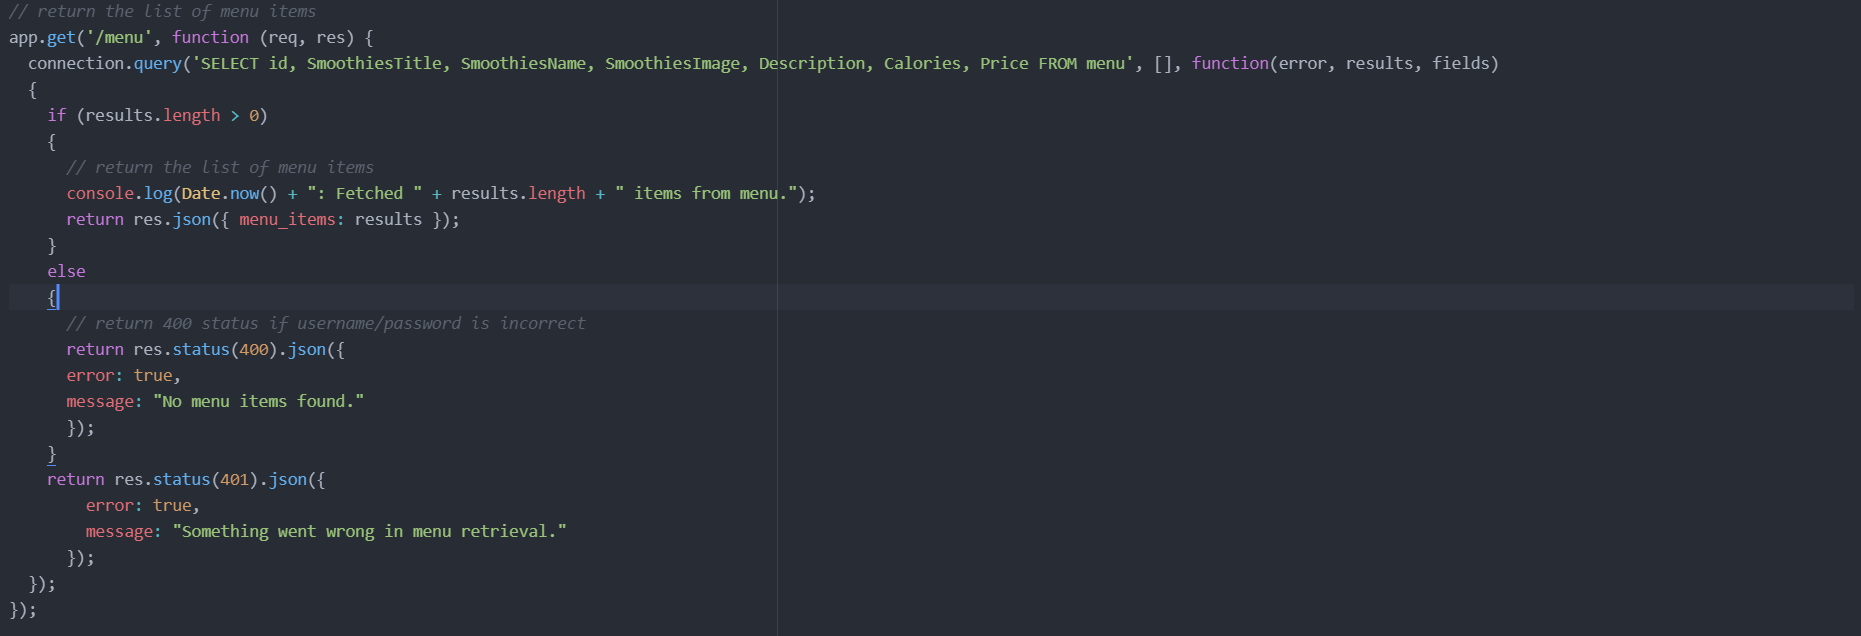 // return the list of menu items
app.get('/menu', function (req, res) {
  connection.query('SELECT id, SmoothiesTitle, SmoothiesName, SmoothiesImage, Description, Calories, Price FROM menu', [], function(error, results, fields)
  {
    if (results.length > 0)
    {
      // return the list of menu items
      console.log(Date.now() + ": Fetched " + results.length + " items from menu.");
      return res.json({ menu_items: results });
    }
    else
    {
      // return 400 status if username/password is incorrect
      return res.status(400).json({
      error: true,
      message: "No menu items found."
      });
    }
    return res.status(401).json({
        error: true,
        message: "Something went wrong in menu retrieval."
      });
  });
});